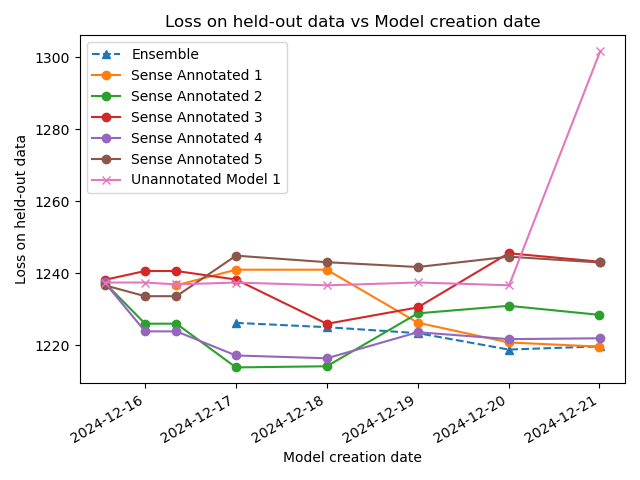 Loss on held-out data vs Model creation date
Ensemble
Sense Annotated 1
Sense Annotated 2
Sense Annotated 3
Sense Annotated 4
Sense Annotated 5
Unannotated Model 1
Loss on held-out data
1300
1280
1260
1240
1220
2024-12-16
2024-12-17
2024-12-18
2024-12-19
2024-12-20
2024-12-21
Model creation date